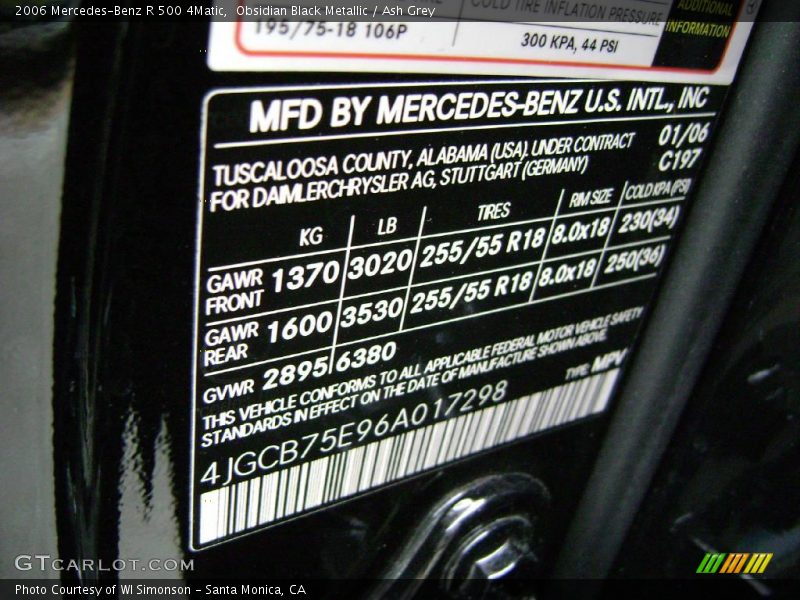 2006 Mercedes-Benz R 500 4Matic, Obsidian Black Metallic / Ash Grey
COLD TIRE INFLATION PRESSURE
ADDITIONAL
INFORMATION
195/75-18 106P
300 KPA, 44 PSI
MFD BY MERCEDES-BENZ U.S. INTL., INC
TUSCALOOSA COUNTY, ALABAMA (USA). UNDER CONTRACT 01/06
FOR DAIMLERCHRYSLER AG, STUTTGART (GERMANY) C197
KG LB TIRES RIM SIZE COLD KPA (PSI)
GAWR FRONT 1370 3020 255/55 R18 8.0x18 230(34)
GAWR REAR 1600 3530 255/55 R18 8.0x18 250(36)
GVWR 2895 6380
THIS VEHICLE CONFORMS TO ALL APPLICABLE FEDERAL MOTOR VEHICLE SAFETY
STANDARDS IN EFFECT ON THE DATE OF MANUFACTURE SHOWN ABOVE.
4JGCB75E96A017298 TYPE: MPV
GTCARLOT.COM
Photo Courtesy of WI Simonson - Santa Monica, CA